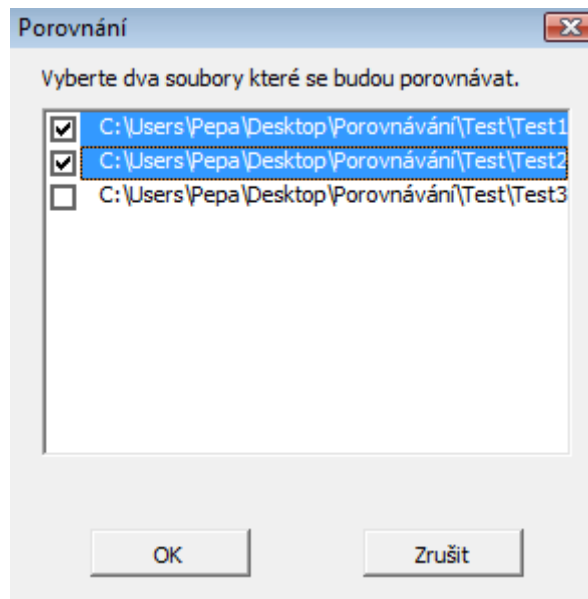 Porovnání
Vyberte dva soubory které se budou porovnávat.
C:\Users\Pepa\Desktop\Porovnávání\Test\Test1
C:\Users\Pepa\Desktop\Porovnávání\Test\Test2
C:\Users\Pepa\Desktop\Porovnávání\Test\Test3
OK Zrušit